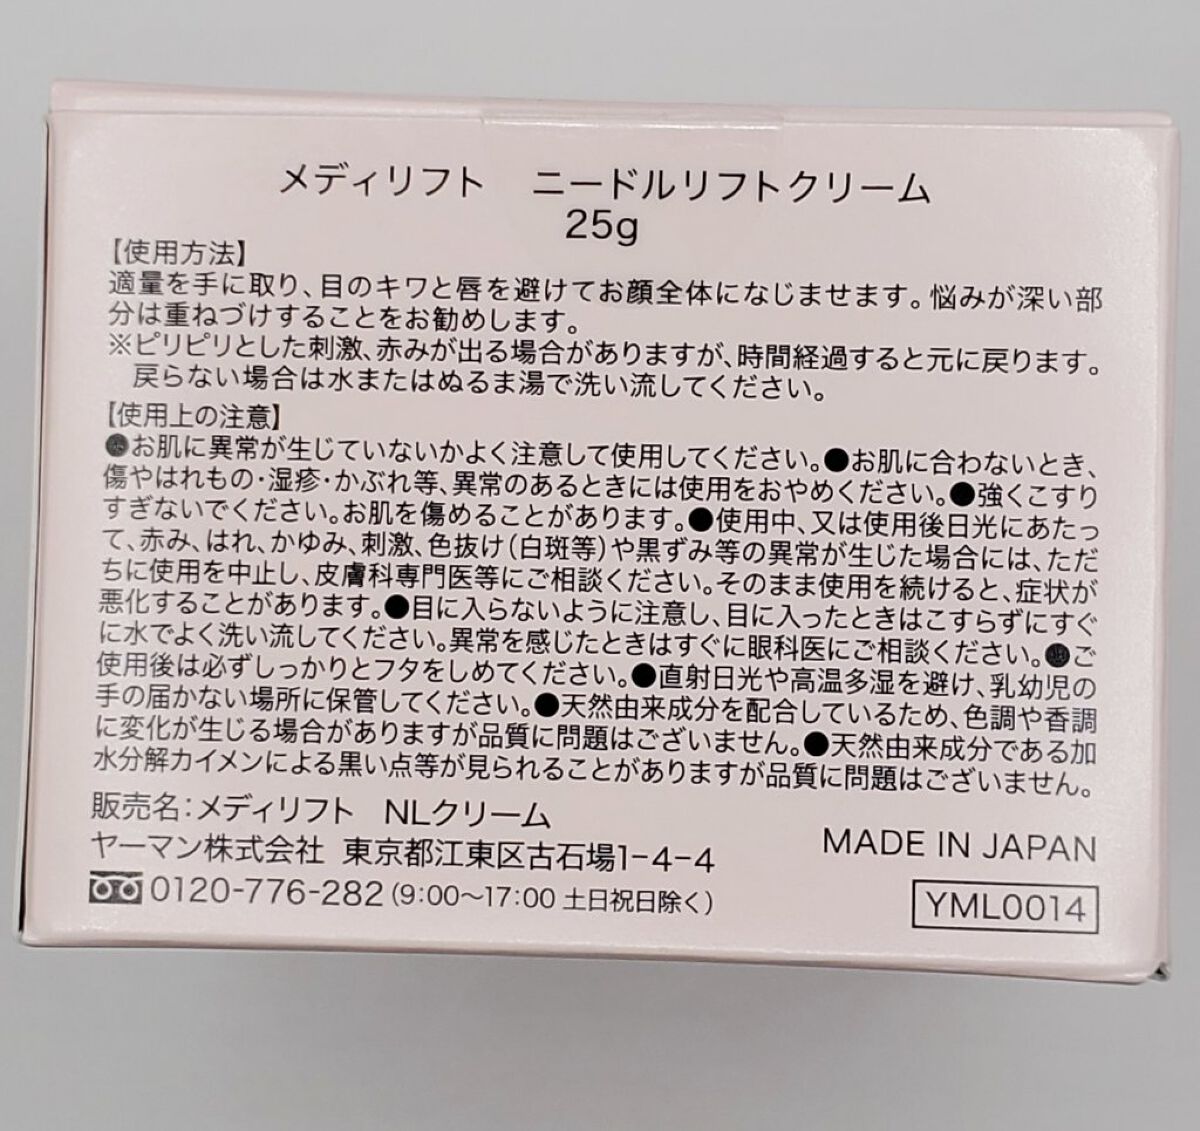 メディリフト ニードルリフトクリーム
25g
【使用方法】
適量を手に取り、目のキワと唇を避けてお顔全体になじませます。悩みが深い部
分は重ねづけすることをお勧めします。
※ピリピリとした刺激、赤みが出る場合がありますが、時間経過すると元に戻ります。
戻らない場合は水またはぬるま湯で洗い流してください。
【使用上の注意】
●お肌に異常が生じていないかよく注意して使用してください。●お肌に合わないとき、
傷やはれもの・湿疹・かぶれ等、異常のあるときには使用をおやめください。●強くこすり
すぎないでください。お肌を傷めることがあります。●使用中、又は使用後日光にあたっ
て、赤み、はれ、かゆみ、刺激、色抜け(白斑等)や黒ずみ等の異常が生じた場合には、ただ
ちに使用を中止し、皮膚科専門医等にご相談ください。そのまま使用を続けると、症状が
悪化することがあります。●目に入らないように注意し、目に入ったときはこすらずにすぐ
に水でよく洗い流してください。異常を感じたときはすぐに眼科医にご相談ください。●ご
使用後は必ずしっかりとフタをしめてください。●直射日光や高温多湿を避け、乳幼児の
手の届かない場所に保管してください。●天然由来成分を配合しているため、色調や香調
に変化が生じる場合がありますが品質に問題はございません。●天然由来成分である加
水分解カイメンによる黒い点等が見られることがありますが品質に問題はございません。
販売名：メディリフト NLクリーム
ヤーマン株式会社 東京都江東区古石場1-4-4
MADE IN JAPAN
0120-776-282(9:00〜17:00 土日祝日除く)
YML0014